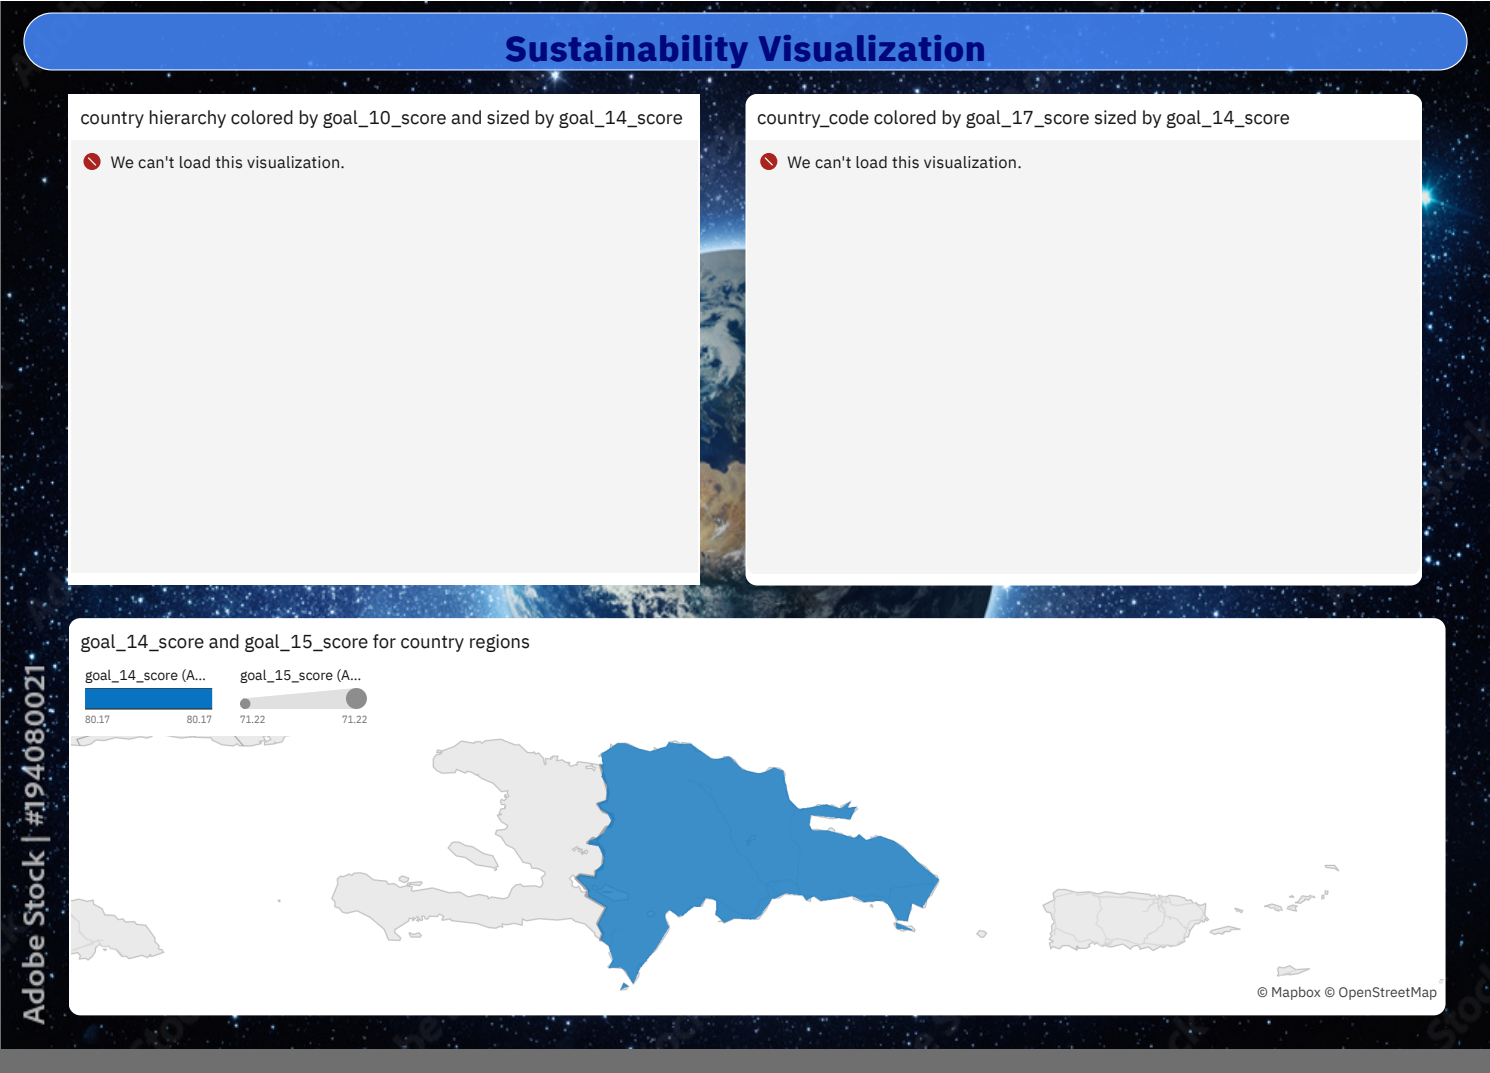 Sustainability Visualization
country hierarchy colored by goal_10_score and sized by goal_14_score
We can't load this visualization.
country_code colored by goal_17_score sized by goal_14_score
We can't load this visualization.
goal_14_score and goal_15_score for country regions
goal_14_score (A...
80.17 80.17
goal_15_score (A...
71.22 71.22
© Mapbox © OpenStreetMap
Adobe Stock | #194080021